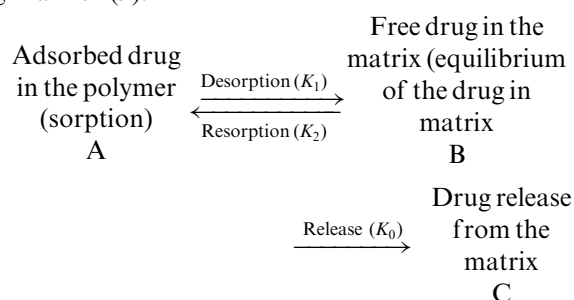 Adsorbed drug
in the polymer
(sorption)
A
Desorption (K₁)
Resorption (K₂)
Free drug in the
matrix (equilibrium
of the drug in
matrix
B
Release (K₀)
Drug release
from the
matrix
C